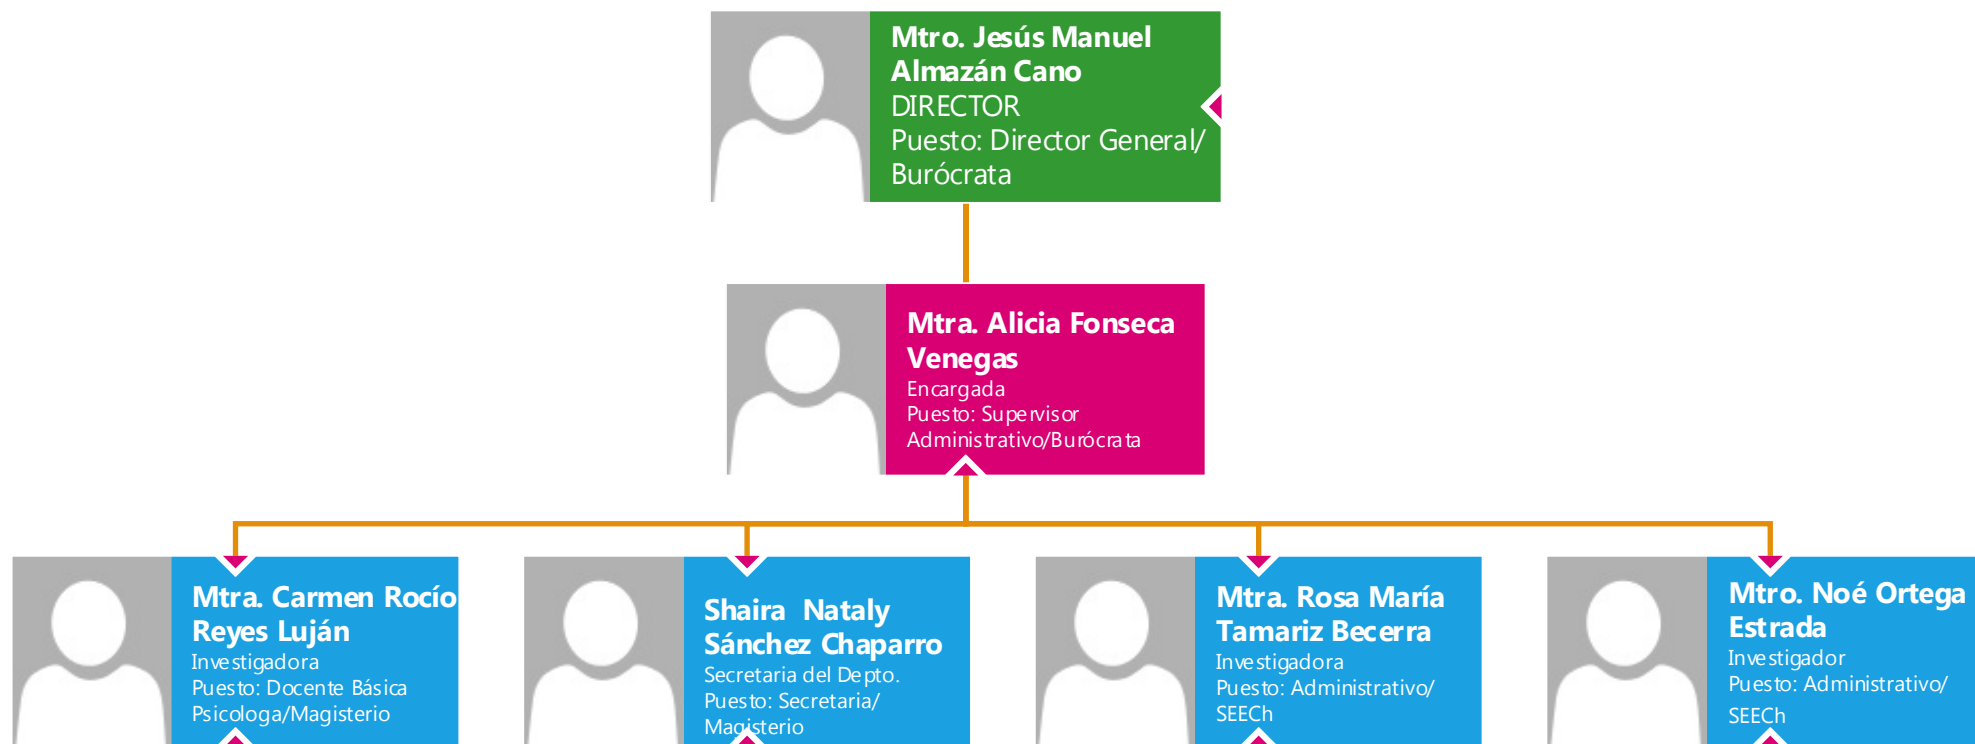 Mtro. Jesús Manuel
Almazán Cano
DIRECTOR
Puesto: Director General/
Burócrata
Mtra. Alicia Fonseca
Venegas
Encargada
Puesto: Supervisor
Administrativo/Burócrata
Mtra. Carmen Rocío
Reyes Luján
Investigadora
Puesto: Docente Básica
Psicologa/Magisterio
Shaira Nataly
Sánchez Chaparro
Secretaria del Depto.
Puesto: Secretaria/
Magisterio
Mtra. Rosa María
Tamariz Becerra
Investigadora
Puesto: Administrativo/
SEECh
Mtro. Noé Ortega
Estrada
Investigador
Puesto: Administrativo/
SEECh